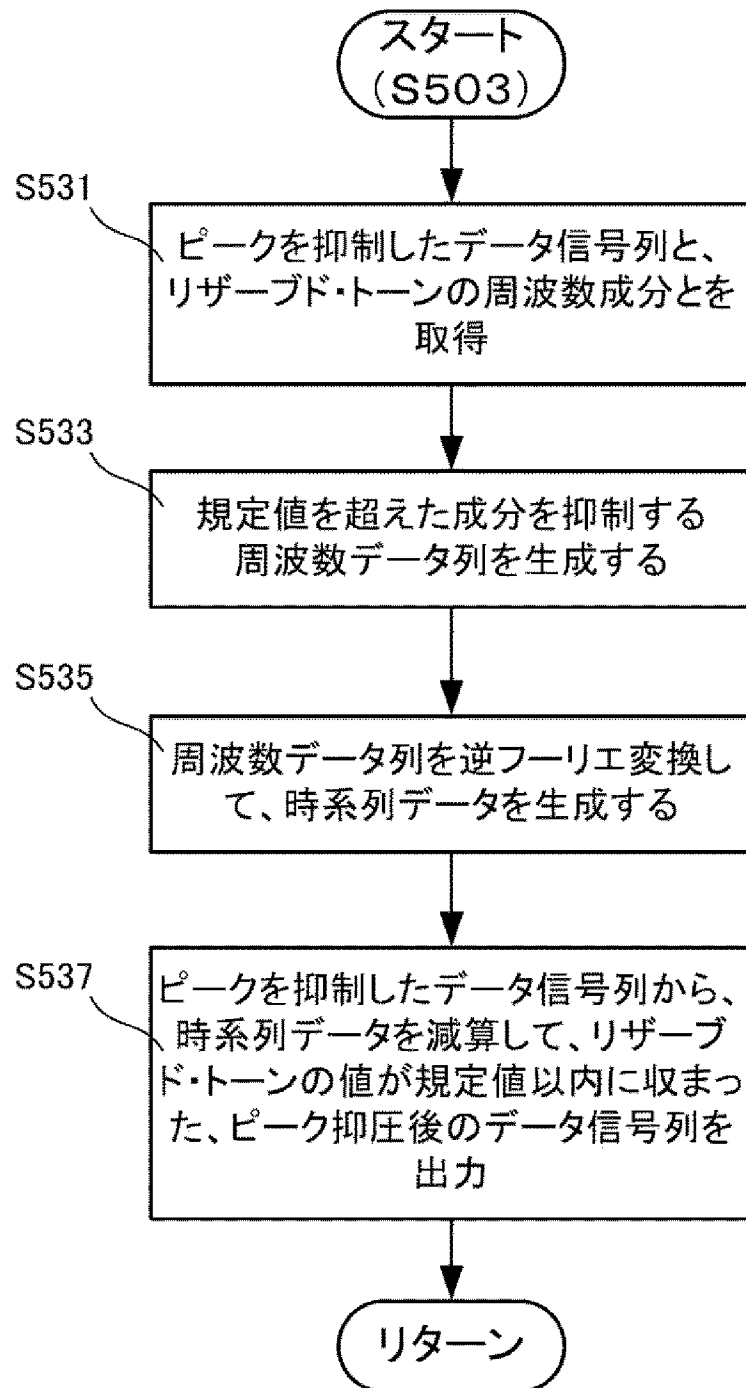 スタート
(S503)
S531
ピークを抑制したデータ信号列と、
リザーブド・トーンの周波数成分とを
取得
S533
規定値を超えた成分を抑制する
周波数データ列を生成する
S535
周波数データ列を逆フーリエ変換し
て、時系列データを生成する
S537
ピークを抑制したデータ信号列から、
時系列データを減算して、リザーブ
ド・トーンの値が規定値以内に収まっ
た、ピーク抑圧後のデータ信号列を
出力
リターン